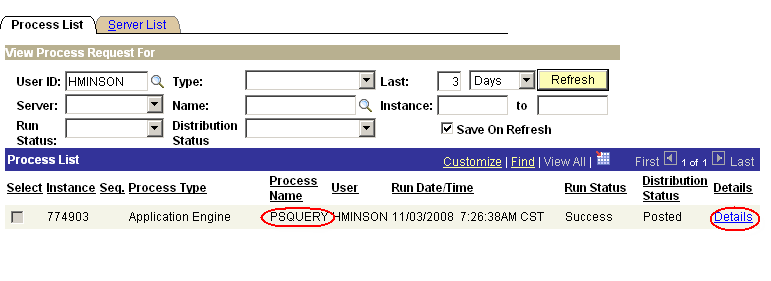 Process List Server List
View Process Request For
User ID: HMINSON Type: Last: 3 Days Refresh
Server: Name: Instance: to
Run Status: Distribution Status Save On Refresh
Process List Customize | Find | View All | First 1 of 1 Last
Select Instance Seq. Process Type Process Name User Run Date/Time Run Status Distribution Status Details
774903 Application Engine PSQUERY HMINSON 11/03/2008 7:26:38AM CST Success Posted Details